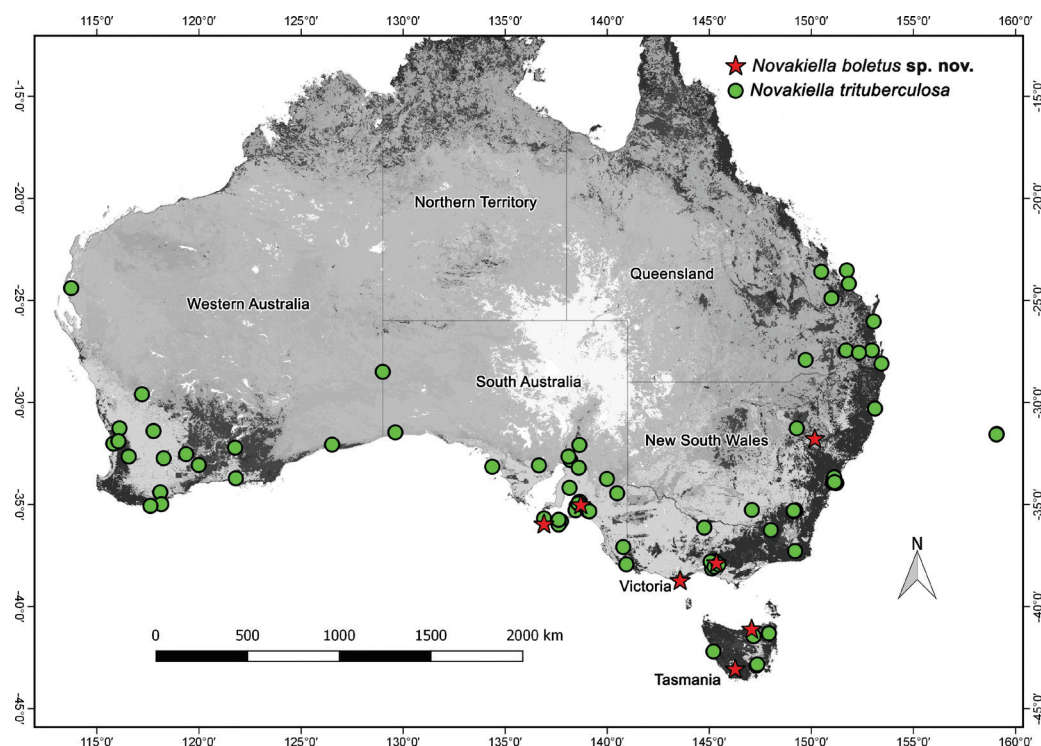 115°0′ 120°0′ 125°0′ 130°0′ 135°0′ 140°0′ 145°0′ 150°0′ 155°0′ 160°0′
Novakiella boletus sp. nov.
Novakiella trituberculosa
-15°0′ -15°0′
-20°0′ -20°0′
Northern Territory
Queensland
-25°0′ -25°0′
Western Australia
South Australia
-30°0′ -30°0′
New South Wales
-35°0′ -35°0′
N
Victoria
-40°0′ -40°0′
0 500 1000 1500 2000 km
Tasmania
-45°0′ -45°0′
115°0′ 120°0′ 125°0′ 130°0′ 135°0′ 140°0′ 145°0′ 150°0′ 155°0′ 160°0′